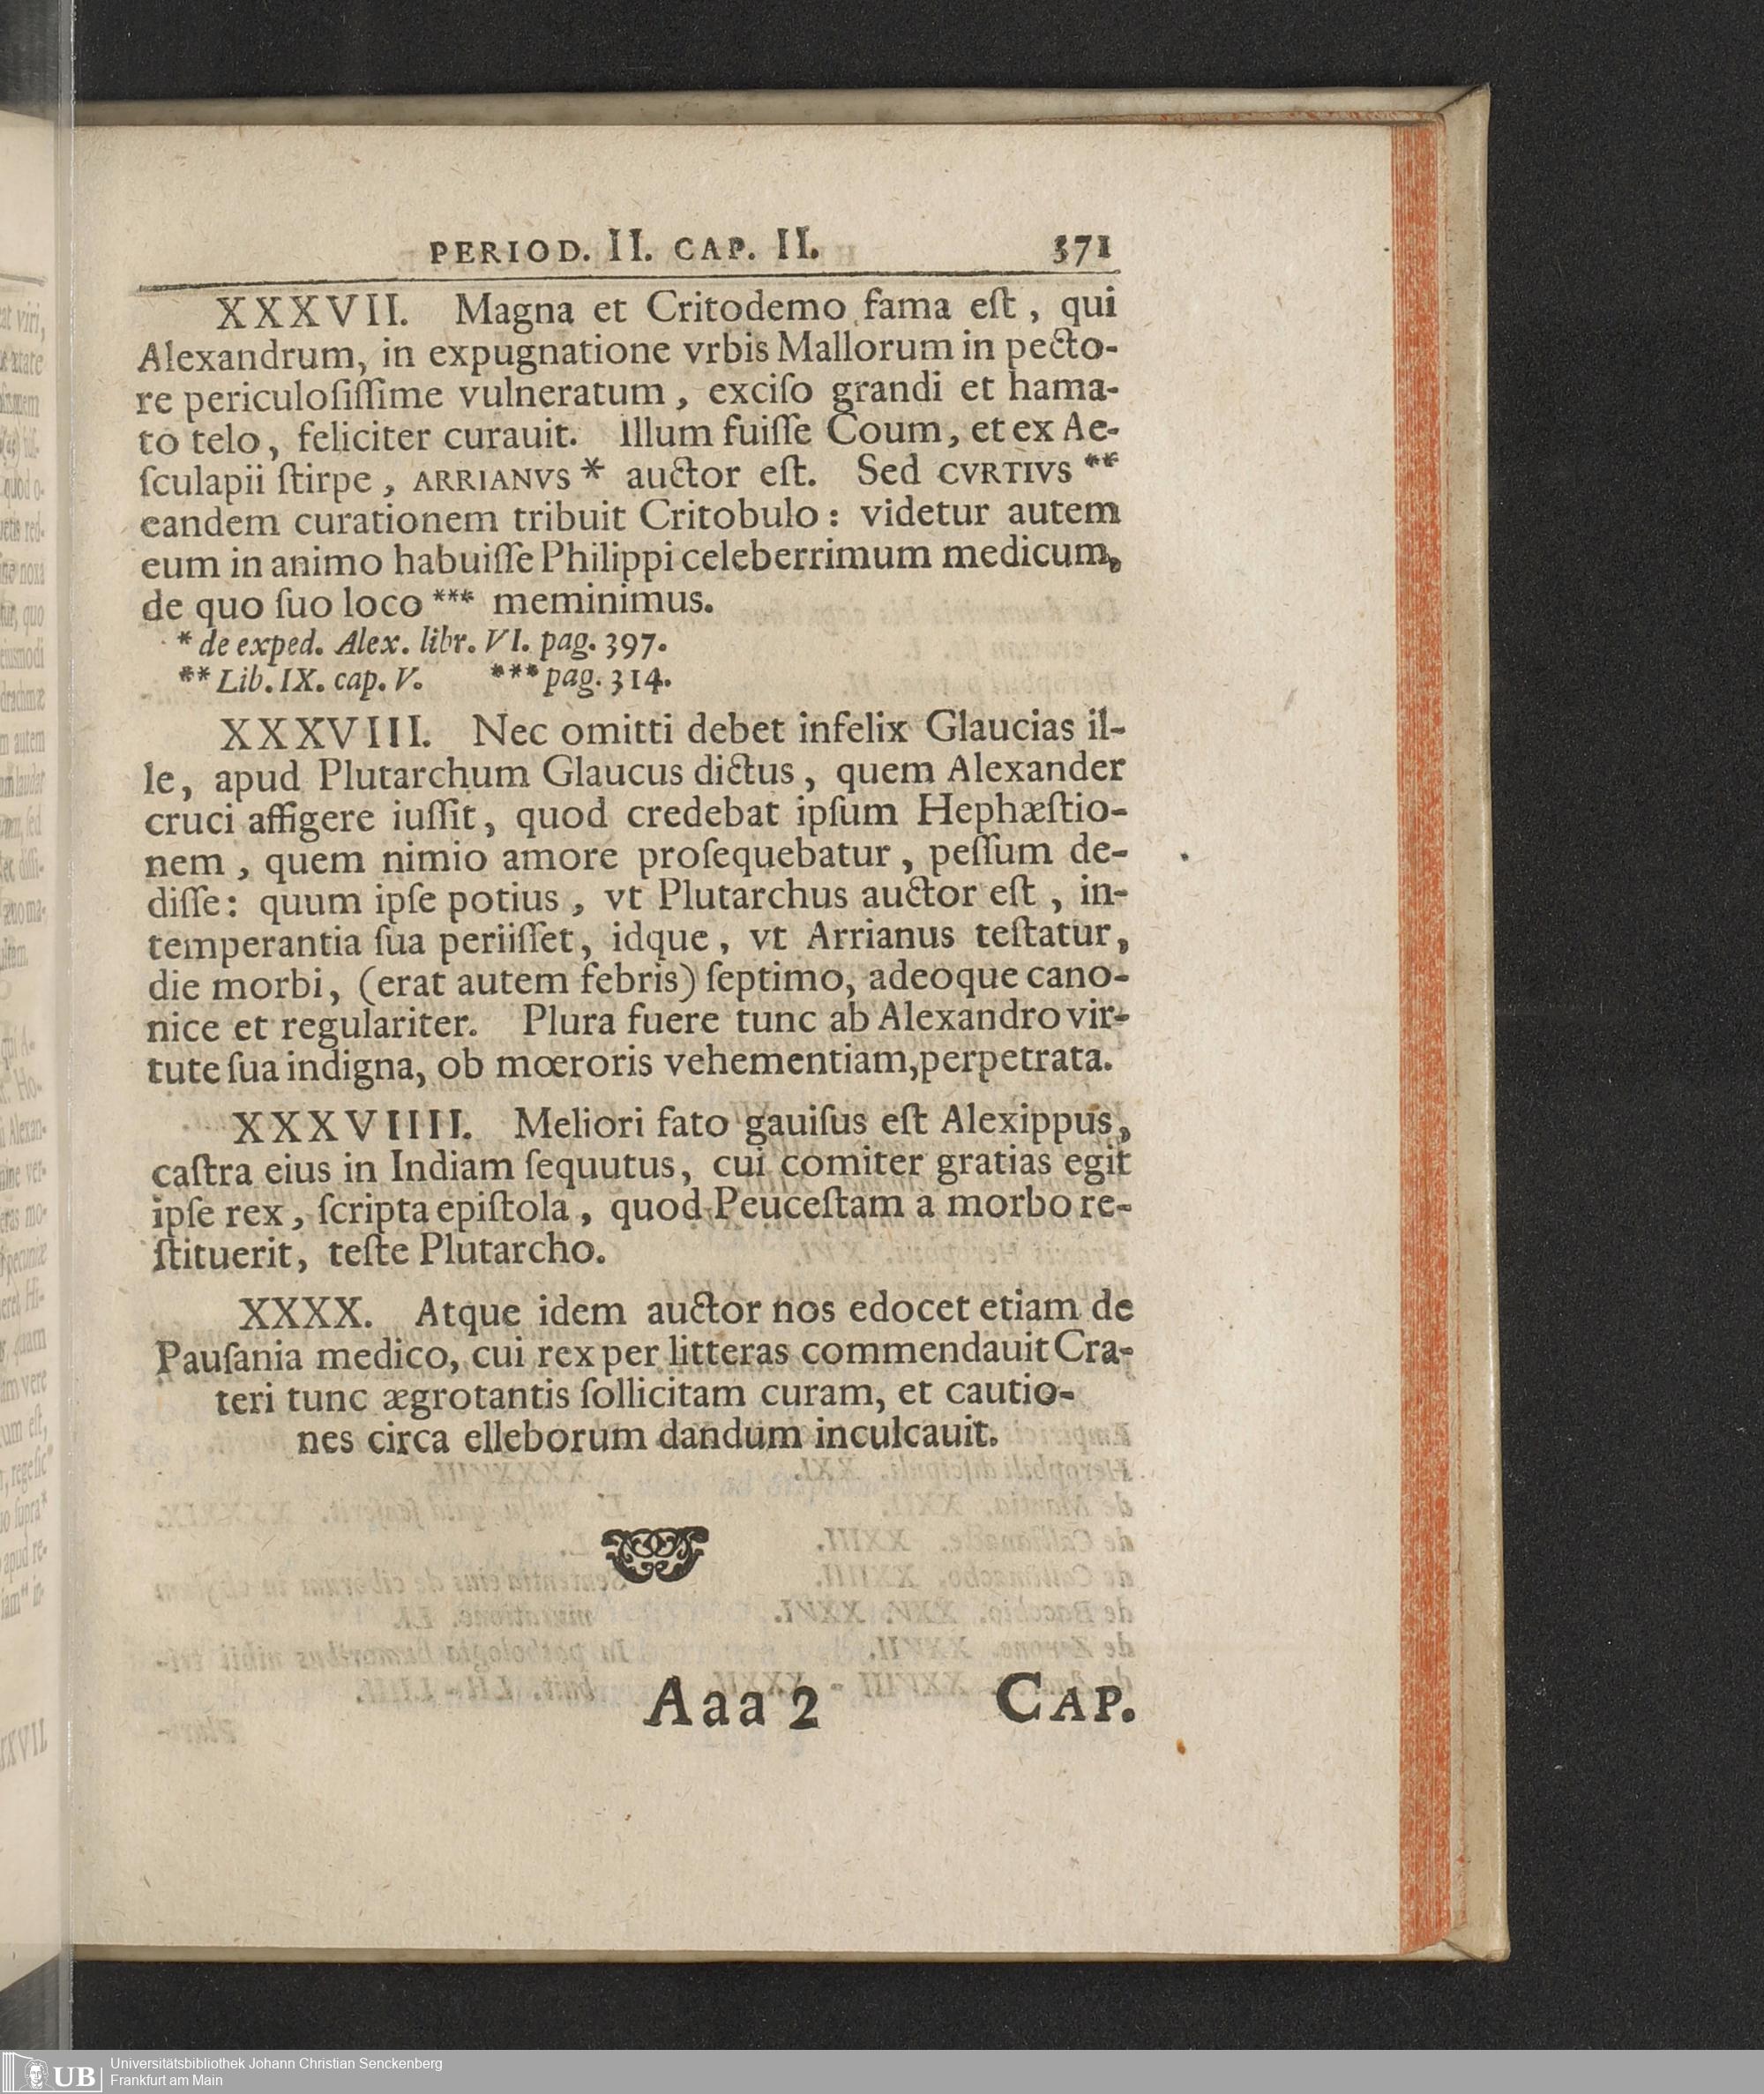 PERIOD. II. CAP. II. 371
XXXVII. Magna et Critodemo fama eſt, qui
Alexandrum, in expugnatione vrbis Mallorum in pecto-
re periculoſiſſime vulneratum, exciſo grandi et hama-
to telo, feliciter curauit. Illum fuiſſe Coum, et ex Ae-
ſculapii ſtirpe, ARRIANVS * auctor eſt. Sed CVRTIVS **
eandem curationem tribuit Critobulo: videtur autem
eum in animo habuiſſe Philippi celeberrimum medicum,
de quo ſuo loco *** meminimus.
* de exped. Alex. libr. VI. pag. 397.
** Lib. IX. cap. V. *** pag. 314.
XXXVIII. Nec omitti debet infelix Glaucias il-
le, apud Plutarchum Glaucus dictus, quem Alexander
cruci affigere iuſſit, quod credebat ipſum Hephæſtio-
nem, quem nimio amore proſequebatur, peſſum de-
diſſe: quum ipſe potius, vt Plutarchus auctor eſt, in-
temperantia ſua periiſſet, idque, vt Arrianus teſtatur,
die morbi, (erat autem febris) ſeptimo, adeoque cano-
nice et regulariter. Plura fuere tunc ab Alexandro vir-
tute ſua indigna, ob mœroris vehementiam, perpetrata.
XXXVIIII. Meliori fato gauiſus eſt Alexippus,
caſtra eius in Indiam ſequutus, cui comiter gratias egit
ipſe rex, ſcripta epiſtola, quod Peuceſtam a morbo re-
ſtituerit, teſte Plutarcho.
XXXX. Atque idem auctor nos edocet etiam de
Pauſania medico, cui rex per litteras commendauit Cra-
teri tunc ægrotantis ſollicitam curam, et cautio-
nes circa elleborum dandum inculcauit.
Aaa 2 CAP.
UB Universitätsbibliothek Johann Christian Senckenberg
Frankfurt am Main